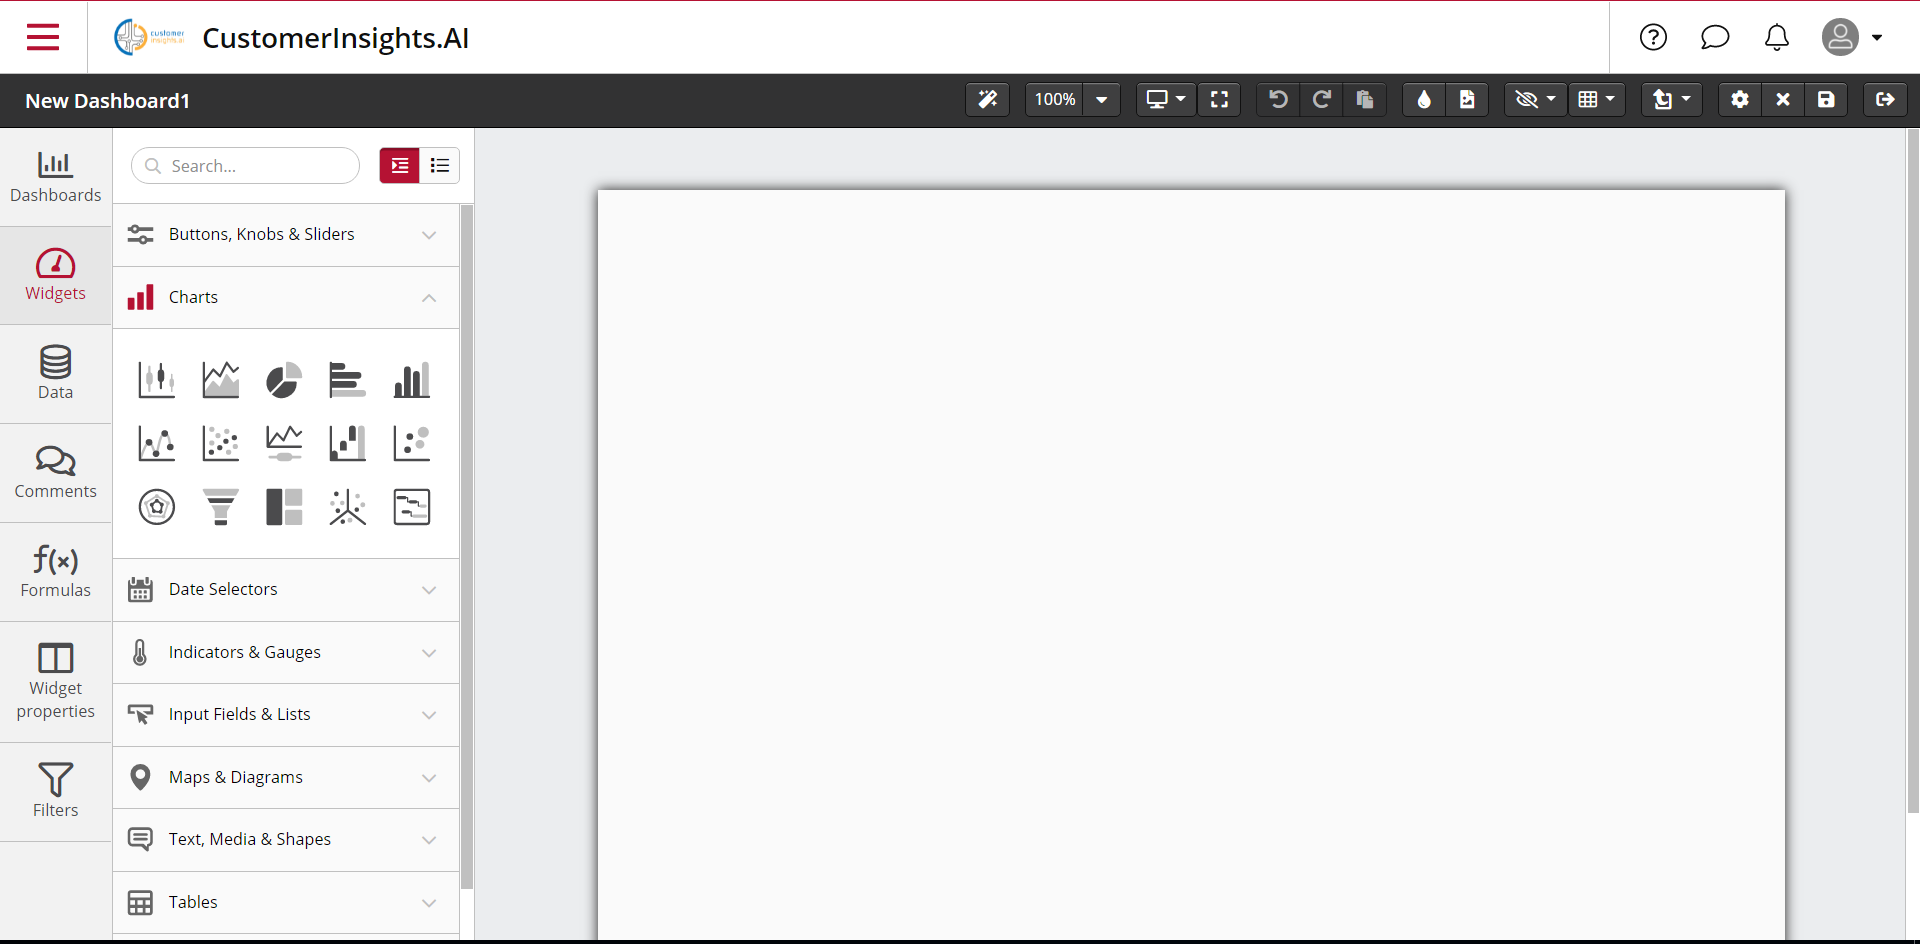 customer
insights.ai
CustomerInsights.AI
New Dashboard1
100%
Dashboards
Widgets
Data
Comments
f(x)
Formulas
Widget
properties
Filters
Search...
Buttons, Knobs & Sliders
Charts
Date Selectors
Indicators & Gauges
Input Fields & Lists
Maps & Diagrams
Text, Media & Shapes
Tables